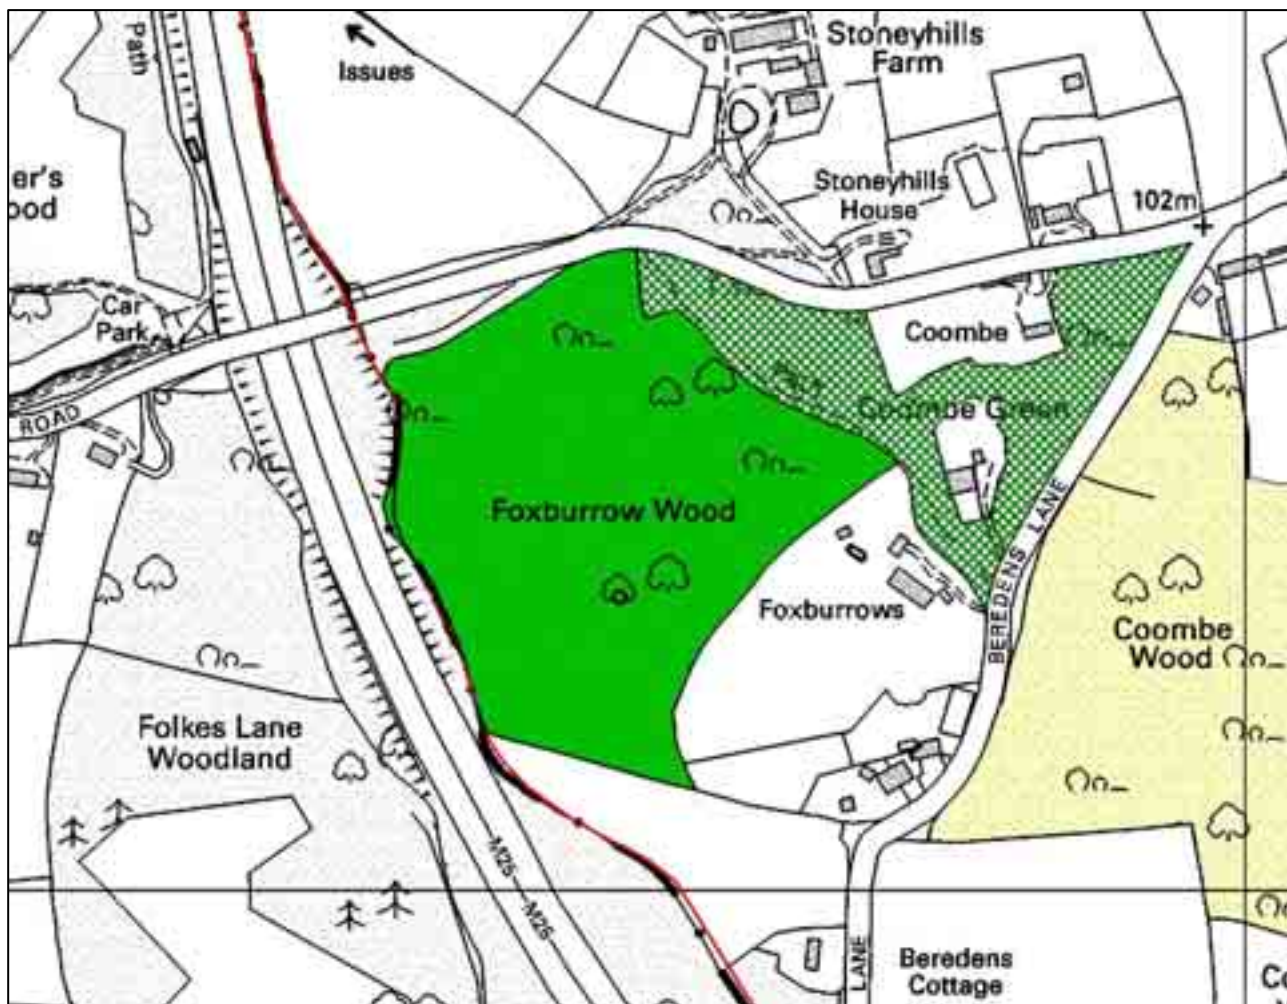 Path
Issues
Stoneyhills
Farm
er's
ood
Stoneyhills
House
102m
Car
Park
Coombe
ROAD
Coombe Green
Foxburrow Wood
BEREDENS LANE
Foxburrows
Coombe
Wood
Folkes Lane
Woodland
M25
M25
LANE
Beredens
Cottage